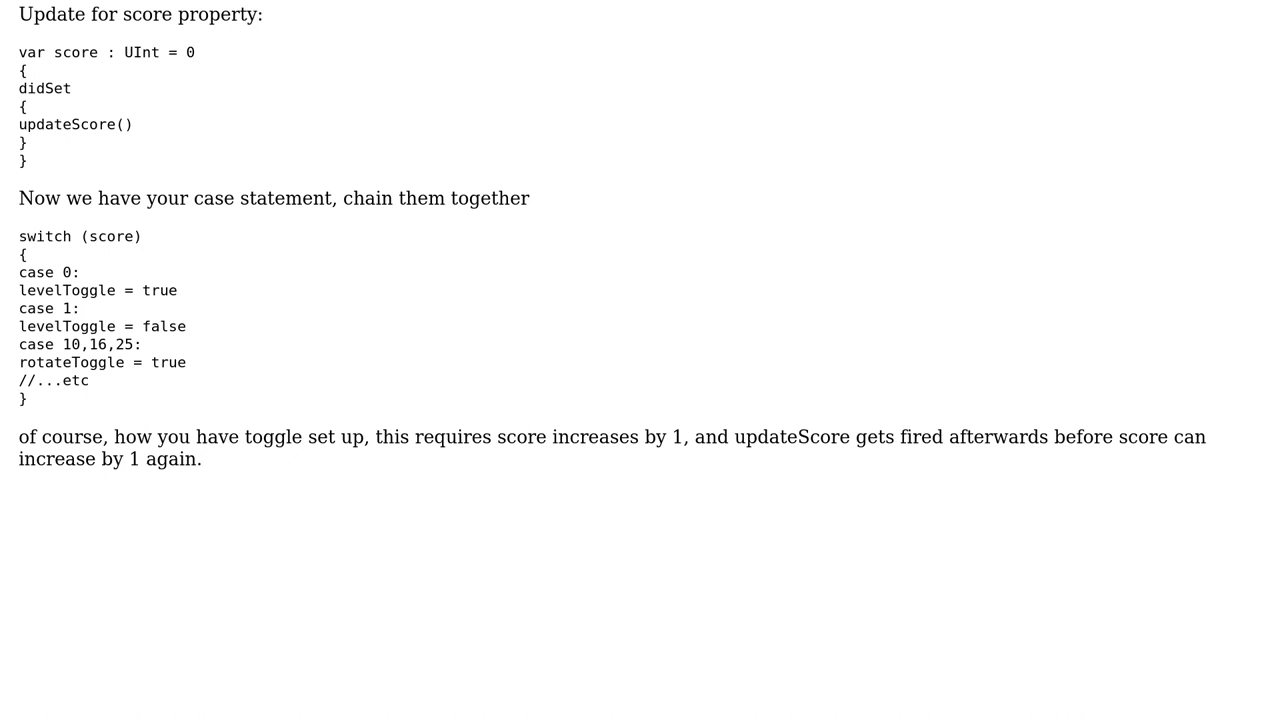 Update for score property:
var score : UInt = 0
{
didSet
{
updateScore()
}
}
Now we have your case statement, chain them together
switch (score)
{
case 0:
levelToggle = true
case 1:
levelToggle = false
case 10,16,25:
rotateToggle = true
//...etc
}
of course, how you have toggle set up, this requires score increases by 1, and updateScore gets fired afterwards before score can
increase by 1 again.